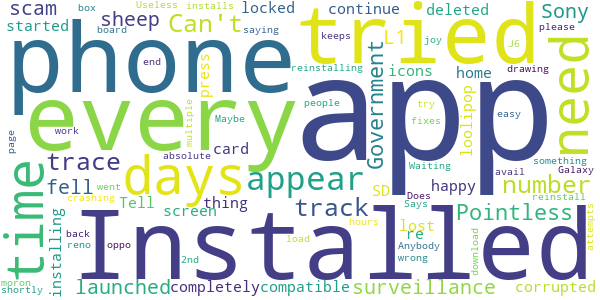 scam
box
Useless
installs
sheep
Can't
locked
continue
deleted
Sony
started
board
saying
L1
joy
J6
please
phone
tried
end
keeps
icons
drawing
press
reinstalling
home
need
every
app
people
Government
try
loolipop
easy
page
work
multiple
Maybe
fixes
trace
absolute
card
Waiting
something
time
days
appear
SD
happy
avail
Galaxy
fell
went
number
reinstall
crashing
thing
track
Does
Tell
screen
hours
lost
Says
Pointless
installing
Installed
re
Anybody
attempts
back
reno
oppo
load
wrong
download
2nd
moron
shortly
launched
completely
compatible
surveillance
corrupted